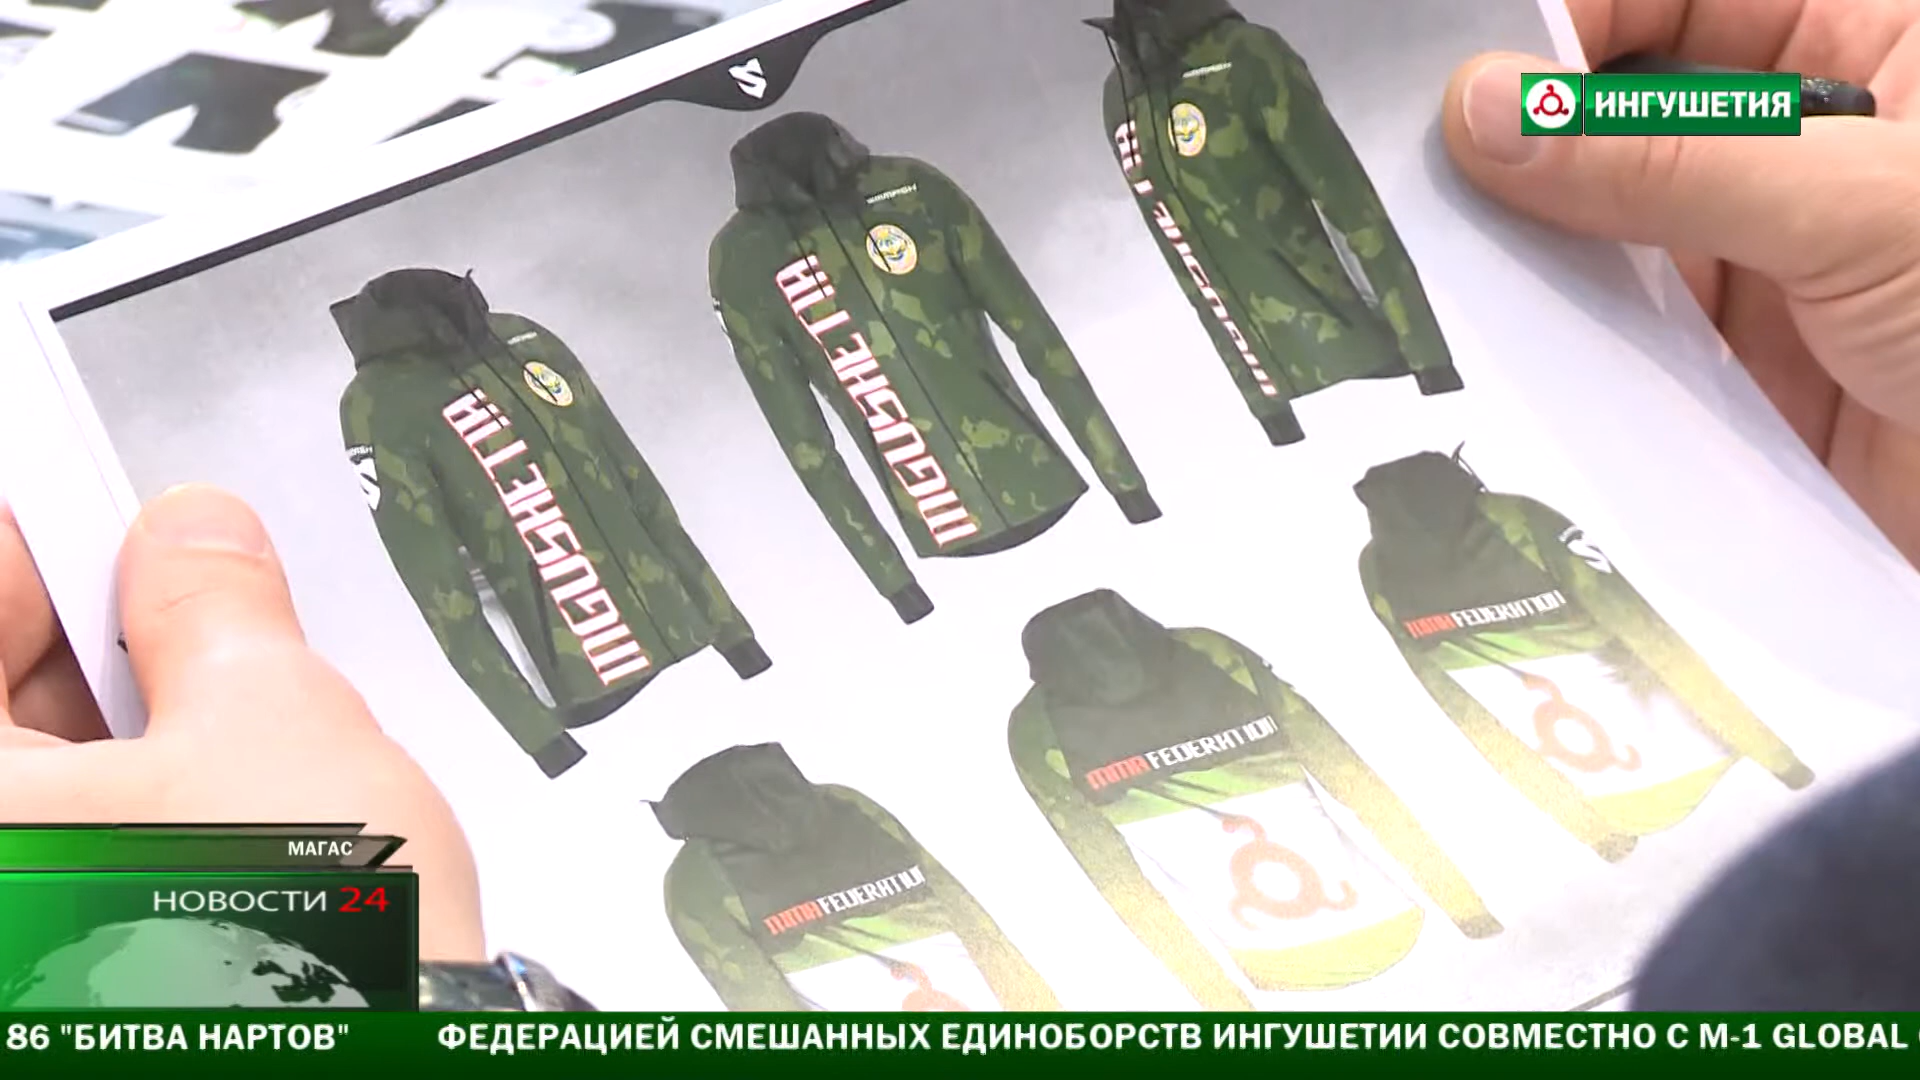 ИНГУШЕТИЯ
INGUSHETIA
INGUSHETIA
INGUSHETIA
MMA FEDERATION
MMA FEDERATION
MMA FEDERATION
МАГАС
НОВОСТИ 24
86 "БИТВА НАРТОВ" ФЕДЕРАЦИЕЙ СМЕШАННЫХ ЕДИНОБОРСТВ ИНГУШЕТИИ СОВМЕСТНО С M-1 GLOBAL